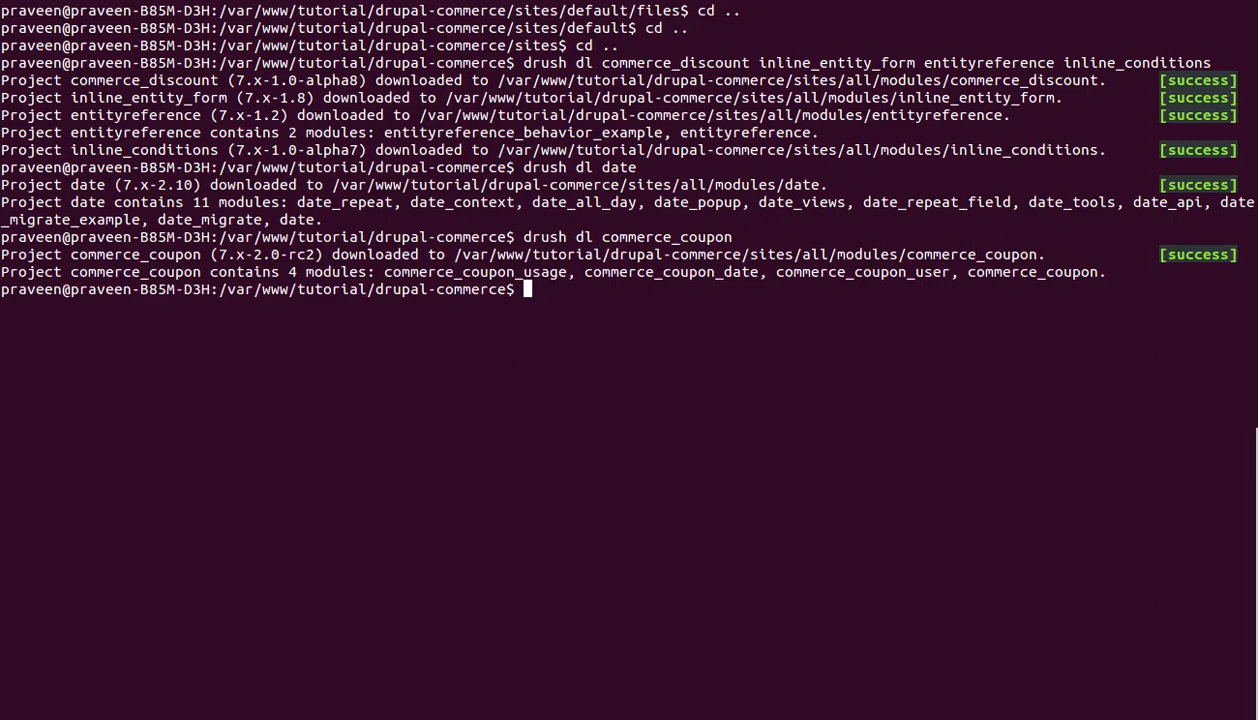 praveen@praveen-B85M-D3H:/var/www/tutorial/drupal-commerce/sites/default/files$ cd ..
praveen@praveen-B85M-D3H:/var/www/tutorial/drupal-commerce/sites/default$ cd ..
praveen@praveen-B85M-D3H:/var/www/tutorial/drupal-commerce/sites$ cd ..
praveen@praveen-B85M-D3H:/var/www/tutorial/drupal-commerce$ drush dl commerce_discount inline_entity_form entityreference inline_conditions
Project commerce_discount (7.x-1.0-alpha8) downloaded to /var/www/tutorial/drupal-commerce/sites/all/modules/commerce_discount. [success]
Project inline_entity_form (7.x-1.8) downloaded to /var/www/tutorial/drupal-commerce/sites/all/modules/inline_entity_form. [success]
Project entityreference (7.x-1.2) downloaded to /var/www/tutorial/drupal-commerce/sites/all/modules/entityreference. [success]
Project entityreference contains 2 modules: entityreference_behavior_example, entityreference.
Project inline_conditions (7.x-1.0-alpha7) downloaded to /var/www/tutorial/drupal-commerce/sites/all/modules/inline_conditions. [success]
praveen@praveen-B85M-D3H:/var/www/tutorial/drupal-commerce$ drush dl date
Project date (7.x-2.10) downloaded to /var/www/tutorial/drupal-commerce/sites/all/modules/date. [success]
Project date contains 11 modules: date_repeat, date_context, date_all_day, date_popup, date_views, date_repeat_field, date_tools, date_api, date
_migrate_example, date_migrate, date.
praveen@praveen-B85M-D3H:/var/www/tutorial/drupal-commerce$ drush dl commerce_coupon
Project commerce_coupon (7.x-2.0-rc2) downloaded to /var/www/tutorial/drupal-commerce/sites/all/modules/commerce_coupon. [success]
Project commerce_coupon contains 4 modules: commerce_coupon_usage, commerce_coupon_date, commerce_coupon_user, commerce_coupon.
praveen@praveen-B85M-D3H:/var/www/tutorial/drupal-commerce$